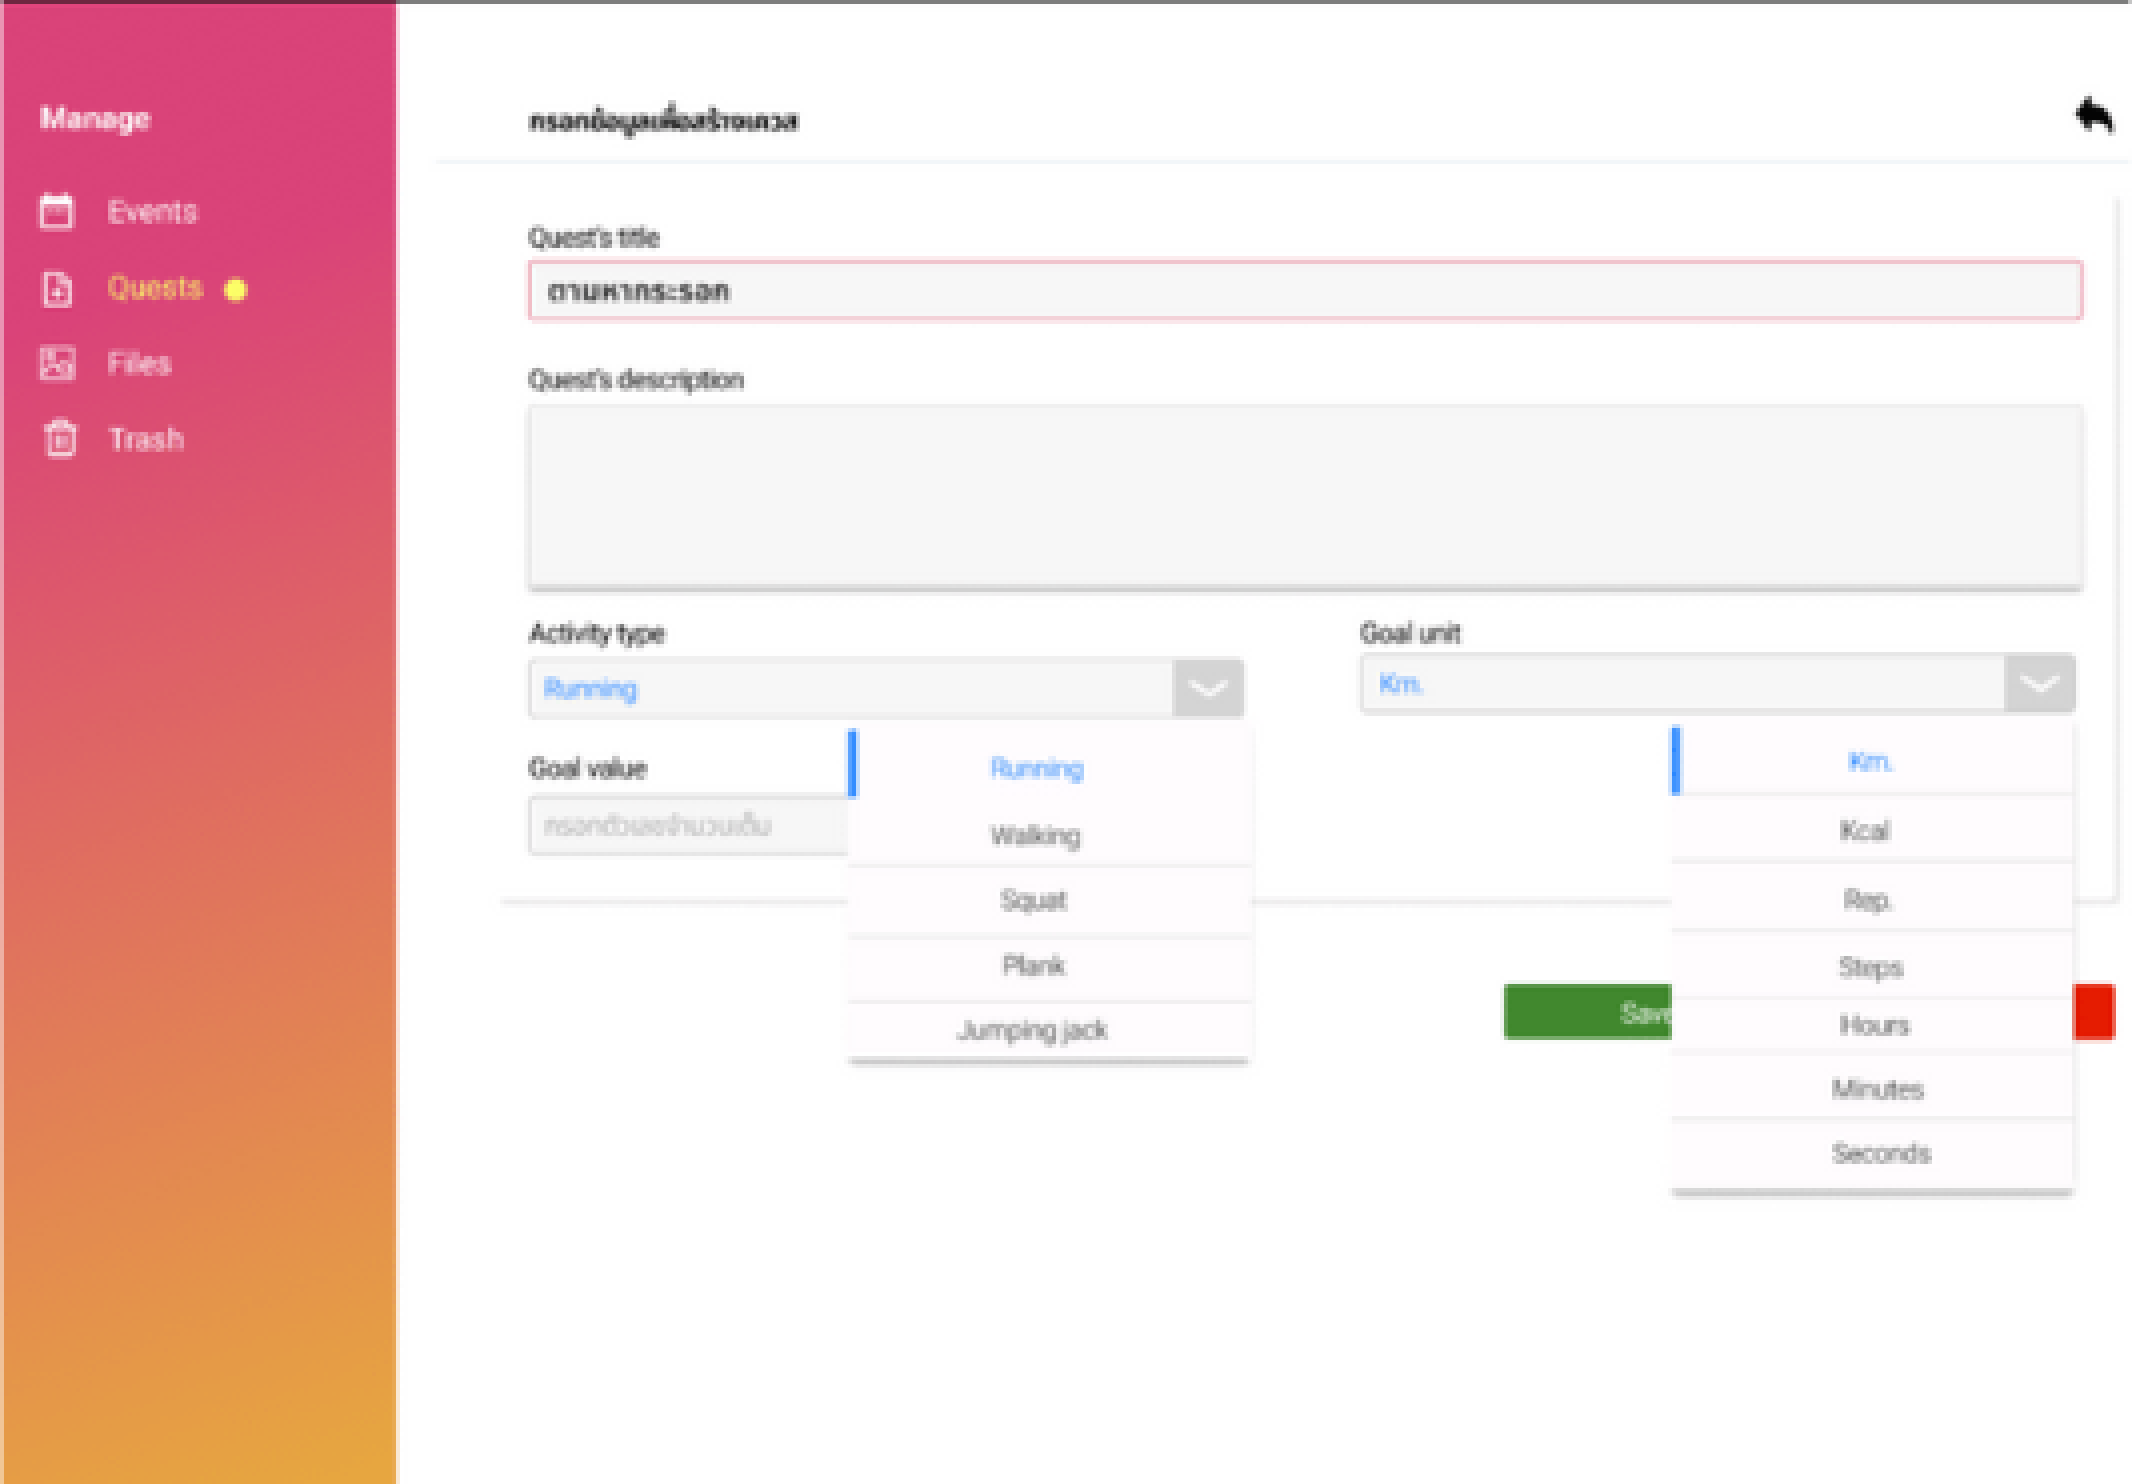 Manage
Events
Quests
Files
Trash
กรอกข้อมูลเพื่อสร้างเควส
Quest's title
ตามหากระรอก
Quest's description
Activity type
Running
Goal unit
Km.
Goal value
กรอกตัวเลขจำนวนเต็ม
Running
Walking
Squat
Plank
Jumping jack
Km.
Kcal
Rep.
Steps
Hours
Minutes
Seconds
Save